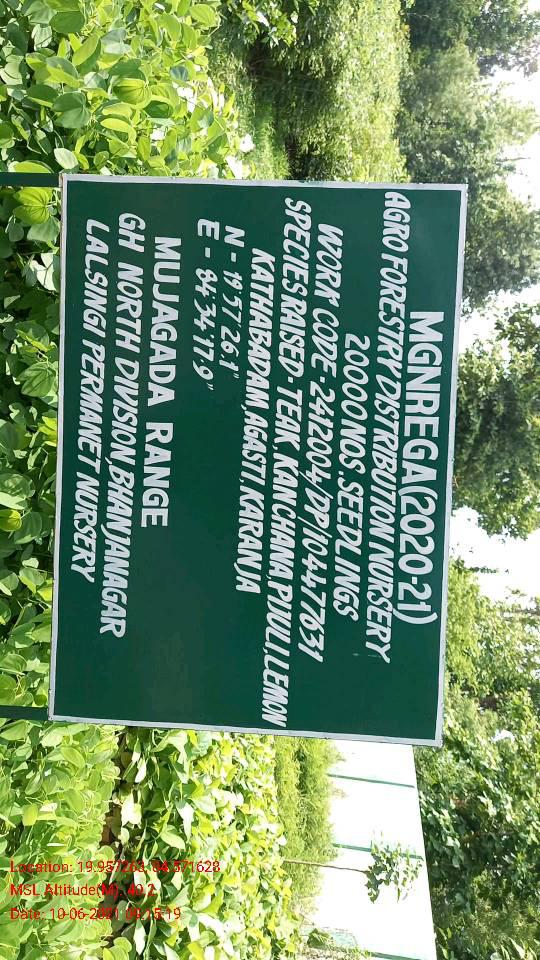 MGNREGA(2020-21)
AGRO FORESTRY DISTRIBUTION NURSERY
20000 NOS. SEEDLINGS
WORK CODE - 2412004/DP/10447631
SPECIES RAISED- TEAK,KANCHANA,PIJULI,LEMON
KATHABADAM,AGASTI,KARANJA
N - 19° 57' 26.1"
E - 84° 34' 17.9"
MUJAGADA RANGE
GH NORTH DIVISION,BHANJANAGAR
LALSINGI PERMANET NURSERY
Location: 19.957263, 84.571628
MSL Altitude(M): 49.2
Date: 10-06-2021 09:15:19